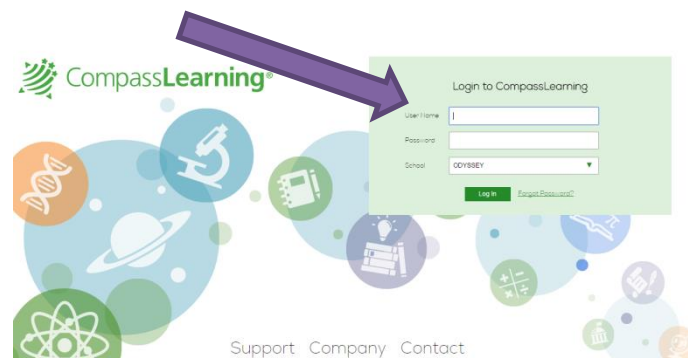 CompassLearning®
Login to CompassLearning
User Name
Password
School
ODYSSEY
Log In
Forgot Password?
Support Company Contact